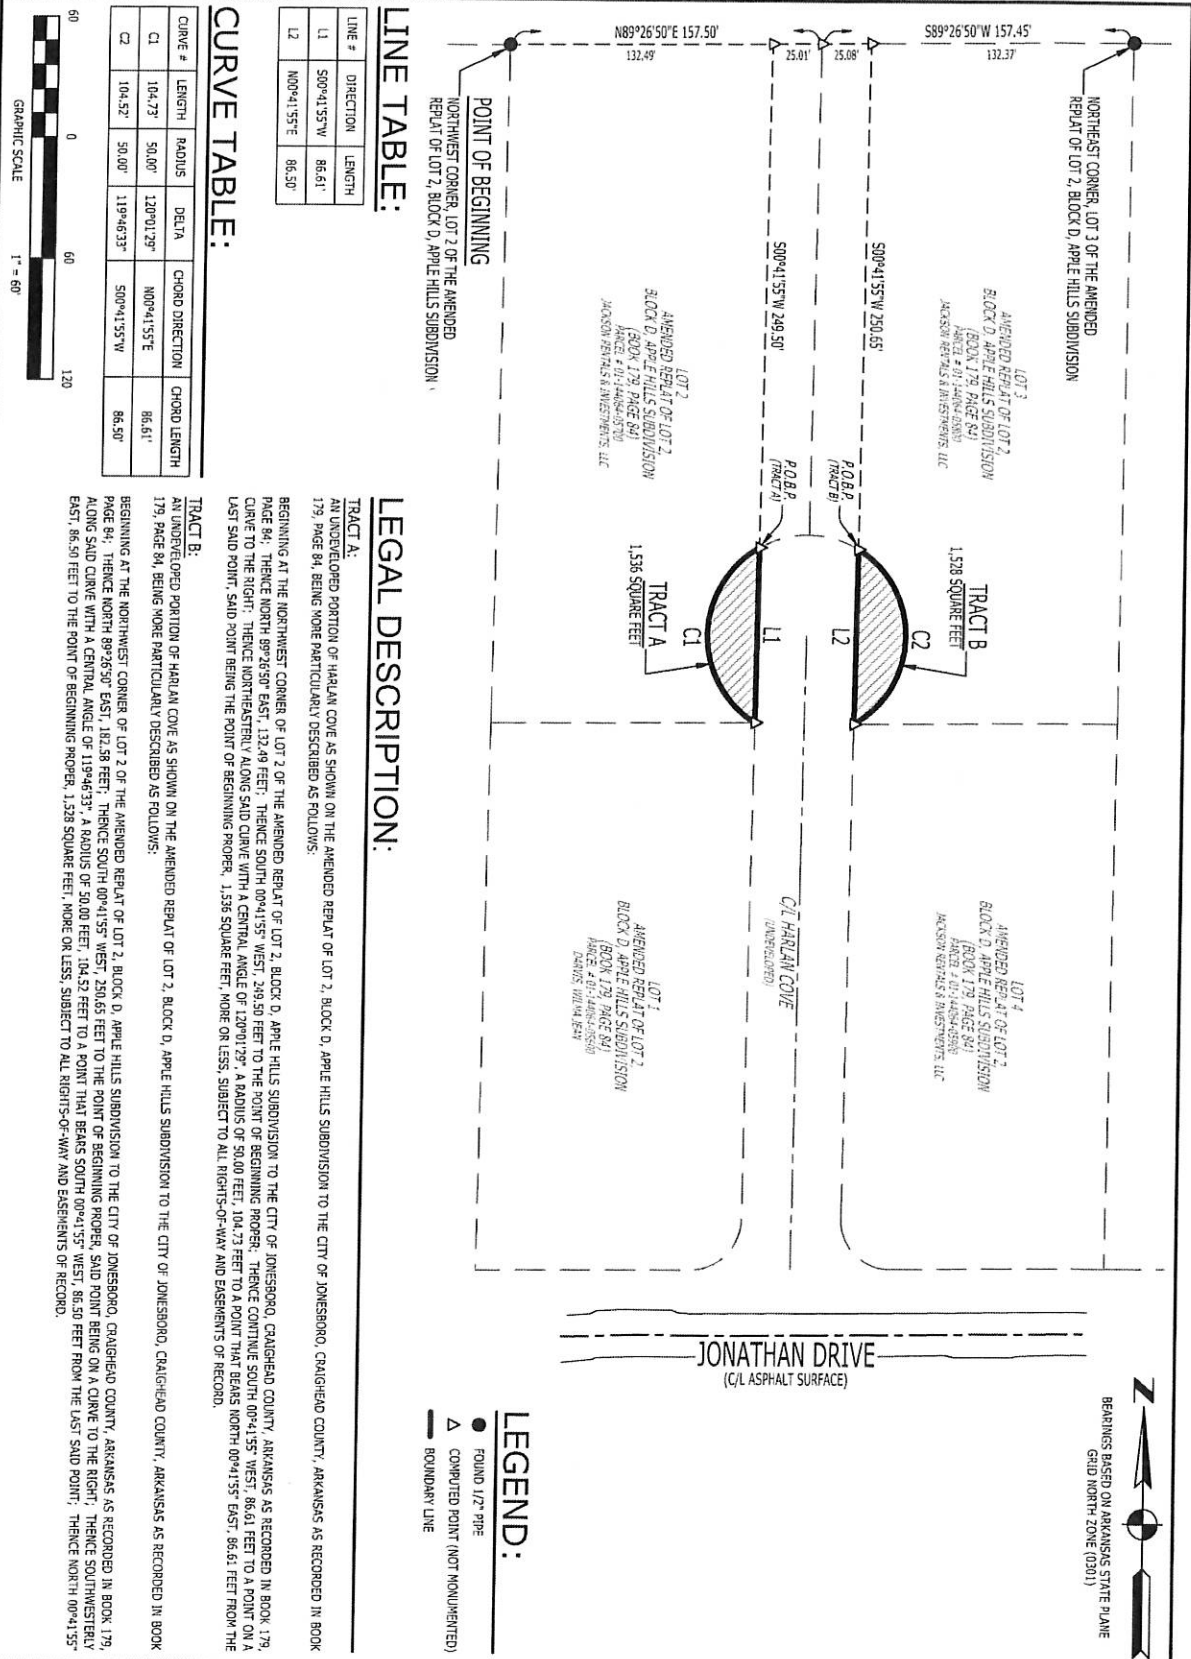 N89°26'50"E 157.50'
132.49'
25.01'
25.08'
S89°26'50"W 157.45'
132.37'
NORTHEAST CORNER, LOT 3 OF THE AMENDED
REPLAT OF LOT 2, BLOCK D, APPLE HILLS SUBDIVISION
POINT OF BEGINNING
NORTHWEST CORNER, LOT 2 OF THE AMENDED
REPLAT OF LOT 2, BLOCK D, APPLE HILLS SUBDIVISION
S00°41'55"W 250.65'
S00°41'55"W 249.50'
LOT 3
AMENDED REPLAT OF LOT 2,
BLOCK D, APPLE HILLS SUBDIVISION
(BOOK 179, PAGE 84)
PARCEL # 01-144064-05800
JACKSON RENTALS & INVESTMENTS, LLC
LOT 2
AMENDED REPLAT OF LOT 2,
BLOCK D, APPLE HILLS SUBDIVISION
(BOOK 179, PAGE 84)
PARCEL # 01-144064-05700
JACKSON RENTALS & INVESTMENTS, LLC
P.O.B.P.
(TRACT B)
P.O.B.P.
(TRACT A)
TRACT B
1,528 SQUARE FEET
C2
L2
L1
C1
TRACT A
1,536 SQUARE FEET
C/L HARLAN COVE
(UNDEVELOPED)
LOT 4
AMENDED REPLAT OF LOT 2,
BLOCK D, APPLE HILLS SUBDIVISION
(BOOK 179, PAGE 84)
PARCEL # 01-144064-05900
JACKSON RENTALS & INVESTMENTS, LLC
LOT 1
AMENDED REPLAT OF LOT 2,
BLOCK D, APPLE HILLS SUBDIVISION
(BOOK 179, PAGE 84)
PARCEL # 01-144064-05600
DARVIS, WILMA JEAN
JONATHAN DRIVE
(C/L ASPHALT SURFACE)
N
BEARINGS BASED ON ARKANSAS STATE PLANE
GRID NORTH ZONE (0301)
LEGEND:
FOUND 1/2" PIPE
COMPUTED POINT (NOT MONUMENTED)
BOUNDARY LINE
LINE TABLE:
LINE # DIRECTION LENGTH
L1 S00°41'55"W 86.61'
L2 N00°41'55"E 86.50'
CURVE TABLE:
CURVE # LENGTH RADIUS DELTA CHORD DIRECTION CHORD LENGTH
C1 104.73' 50.00' 120°01'29" N00°41'55"E 86.61'
C2 104.52' 50.00' 119°46'33" S00°41'55"W 86.50'
60 0 60 120
GRAPHIC SCALE 1" = 60'
LEGAL DESCRIPTION:
TRACT A:
AN UNDEVELOPED PORTION OF HARLAN COVE AS SHOWN ON THE AMENDED REPLAT OF LOT 2, BLOCK D, APPLE HILLS SUBDIVISION TO THE CITY OF JONESBORO, CRAIGHEAD COUNTY, ARKANSAS AS RECORDED IN BOOK
179, PAGE 84, BEING MORE PARTICULARLY DESCRIBED AS FOLLOWS:
BEGINNING AT THE NORTHWEST CORNER OF LOT 2 OF THE AMENDED REPLAT OF LOT 2, BLOCK D, APPLE HILLS SUBDIVISION TO THE CITY OF JONESBORO, CRAIGHEAD COUNTY, ARKANSAS AS RECORDED IN BOOK 179,
PAGE 84; THENCE NORTH 89°26'50" EAST, 132.49 FEET; THENCE SOUTH 00°41'55" WEST, 249.50 FEET TO THE POINT OF BEGINNING PROPER; THENCE CONTINUE SOUTH 00°41'55" WEST, 86.61 FEET TO A POINT ON A
CURVE TO THE RIGHT; THENCE NORTHEASTERLY ALONG SAID CURVE WITH A CENTRAL ANGLE OF 120°01'29", A RADIUS OF 50.00 FEET, 104.73 FEET TO A POINT THAT BEARS NORTH 00°41'55" EAST, 86.61 FEET FROM THE
LAST SAID POINT, SAID POINT BEING THE POINT OF BEGINNING PROPER, 1,536 SQUARE FEET, MORE OR LESS, SUBJECT TO ALL RIGHTS-OF-WAY AND EASEMENTS OF RECORD.
TRACT B:
AN UNDEVELOPED PORTION OF HARLAN COVE AS SHOWN ON THE AMENDED REPLAT OF LOT 2, BLOCK D, APPLE HILLS SUBDIVISION TO THE CITY OF JONESBORO, CRAIGHEAD COUNTY, ARKANSAS AS RECORDED IN BOOK
179, PAGE 84, BEING MORE PARTICULARLY DESCRIBED AS FOLLOWS:
BEGINNING AT THE NORTHWEST CORNER OF LOT 2 OF THE AMENDED REPLAT OF LOT 2, BLOCK D, APPLE HILLS SUBDIVISION TO THE CITY OF JONESBORO, CRAIGHEAD COUNTY, ARKANSAS AS RECORDED IN BOOK 179,
PAGE 84; THENCE NORTH 89°26'50" EAST, 182.58 FEET; THENCE SOUTH 00°41'55" WEST, 250.65 FEET TO THE POINT OF BEGINNING PROPER, SAID POINT BEING ON A CURVE TO THE RIGHT; THENCE SOUTHWESTERLY
ALONG SAID CURVE WITH A CENTRAL ANGLE OF 119°46'33", A RADIUS OF 50.00 FEET, 104.52 FEET TO A POINT THAT BEARS SOUTH 00°41'55" WEST, 86.50 FEET FROM THE LAST SAID POINT; THENCE NORTH 00°41'55"
EAST, 86.50 FEET TO THE POINT OF BEGINNING PROPER, 1,528 SQUARE FEET, MORE OR LESS, SUBJECT TO ALL RIGHTS-OF-WAY AND EASEMENTS OF RECORD.